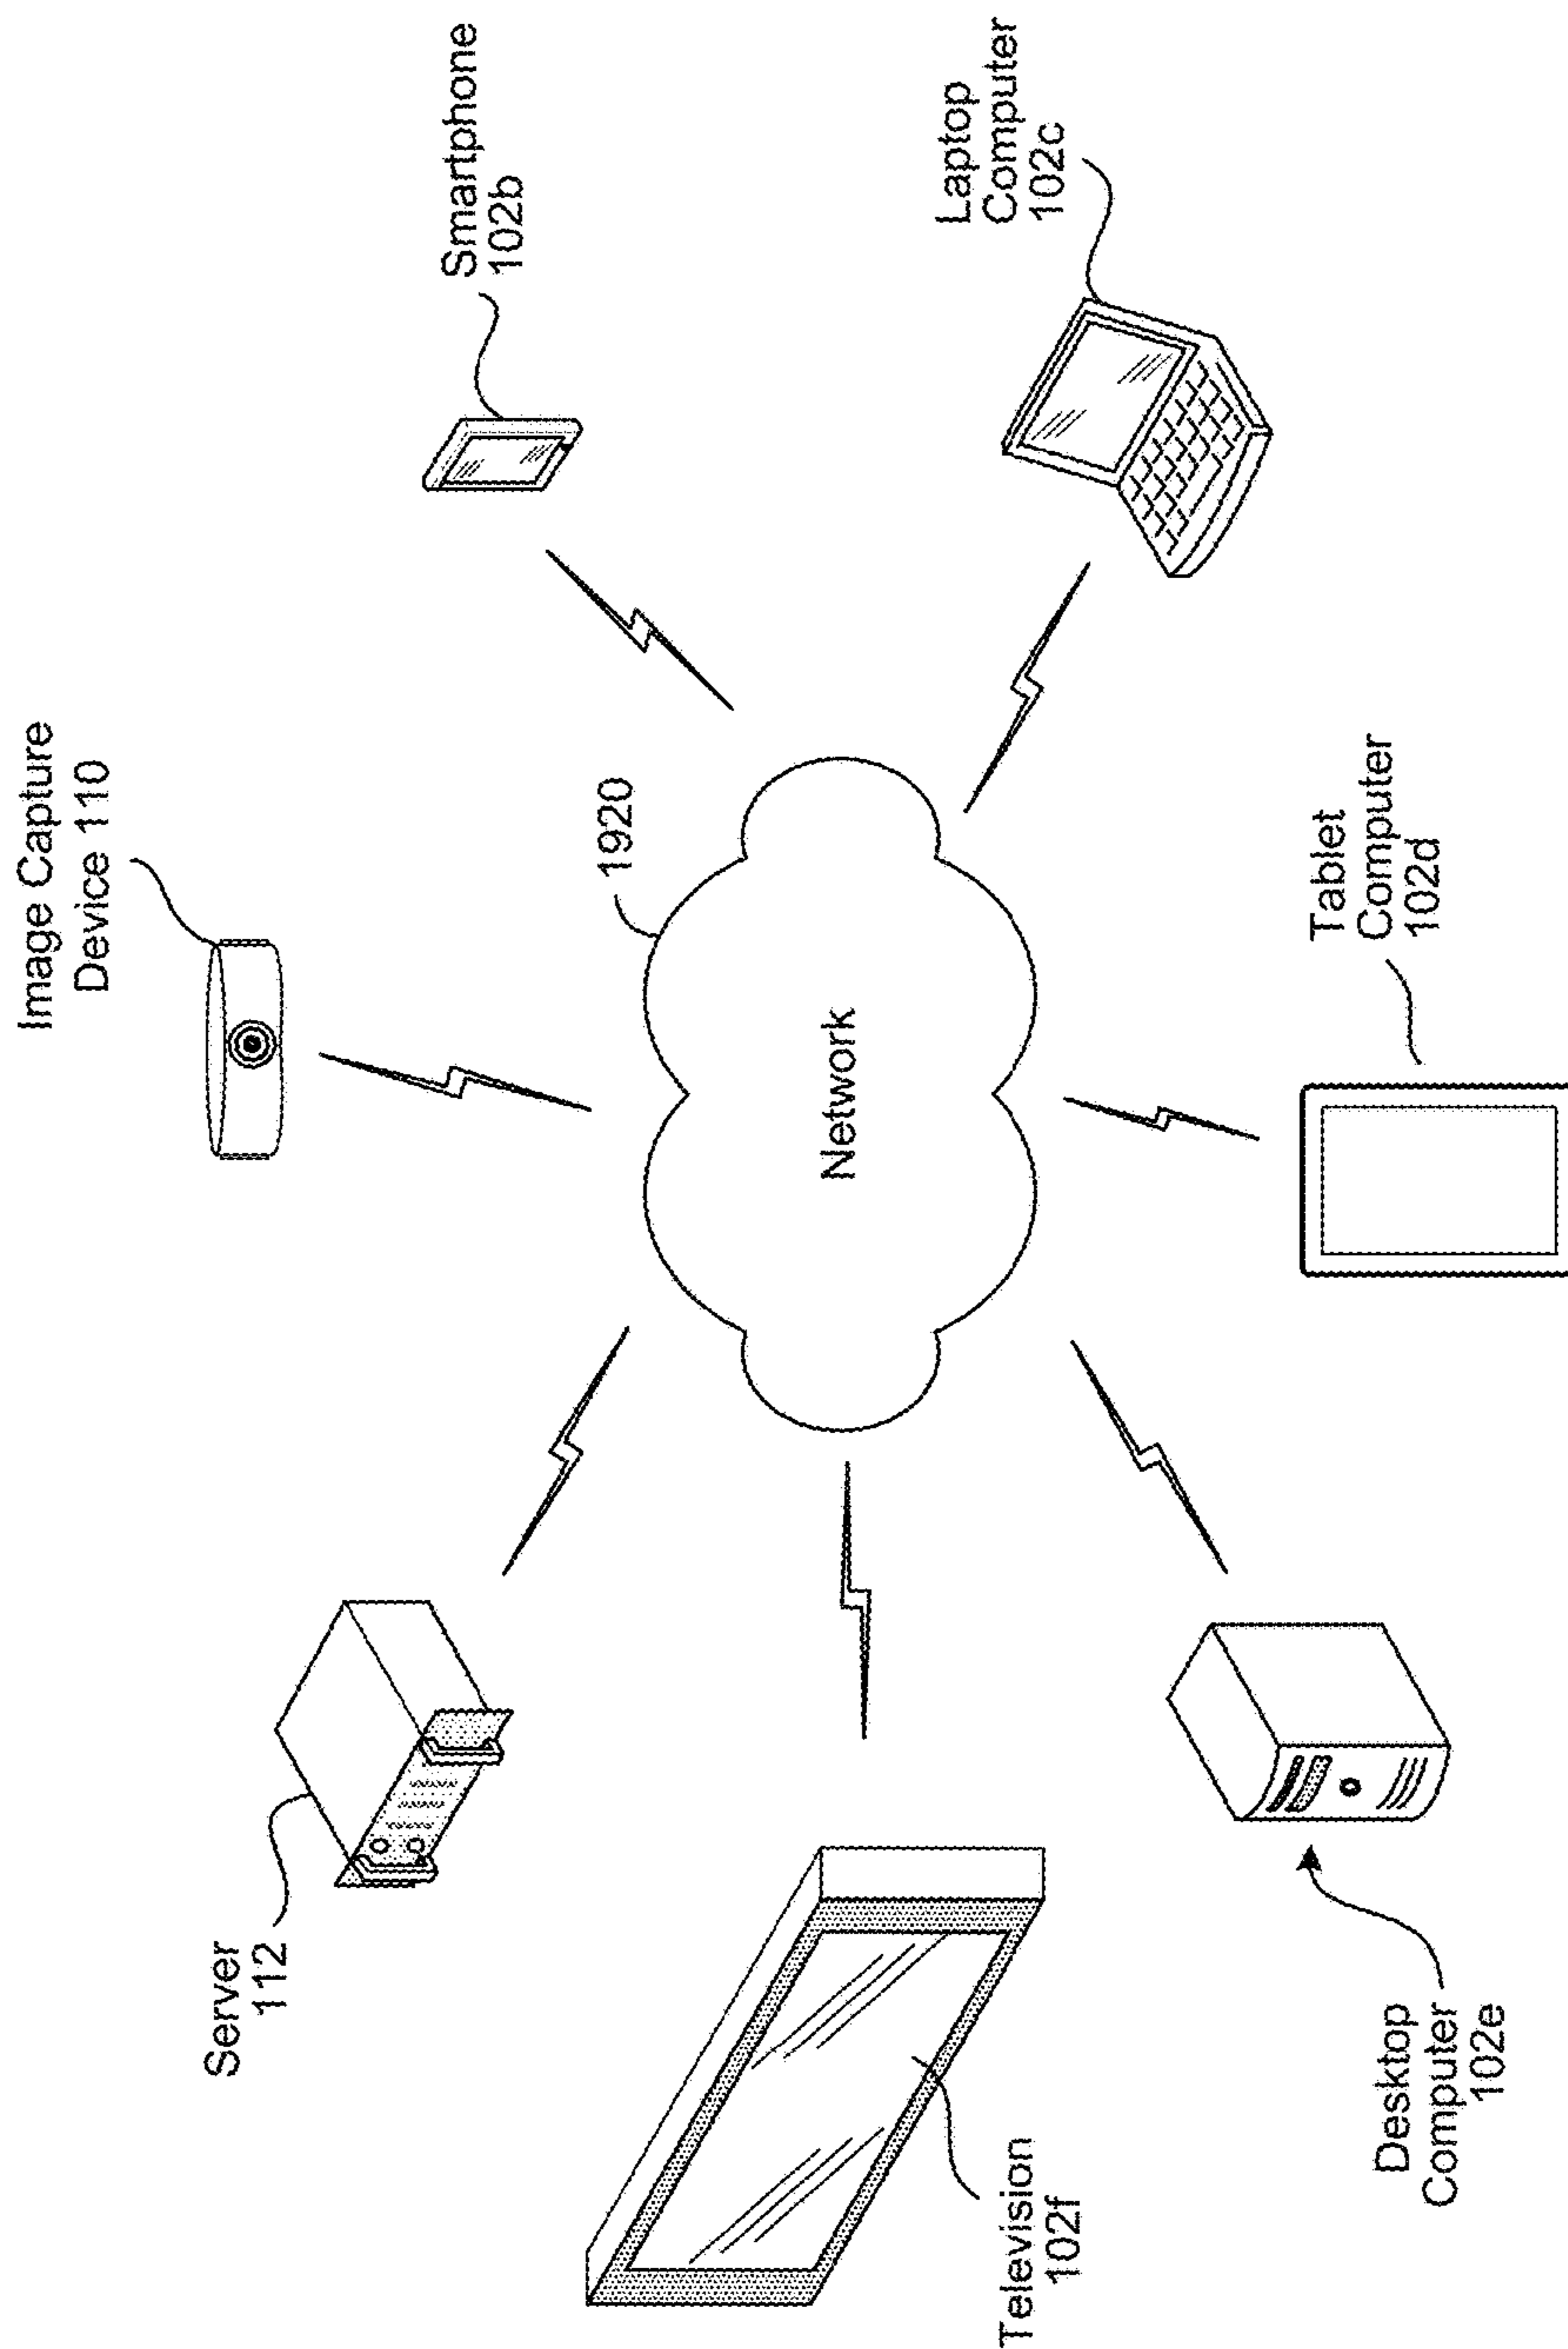 Image Capture
Device 110
Server
112
Smartphone
102b
1920
Network
Television
102f
Laptop
Computer
102c
Desktop
Computer
102e
Tablet
Computer
102d